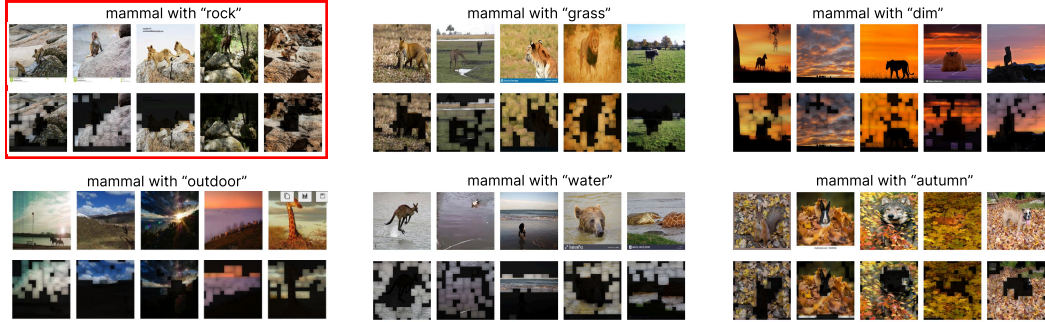 mammal with “rock”
mammal with “grass”
mammal with “dim”
mammal with “outdoor”
mammal with “water”
mammal with “autumn”